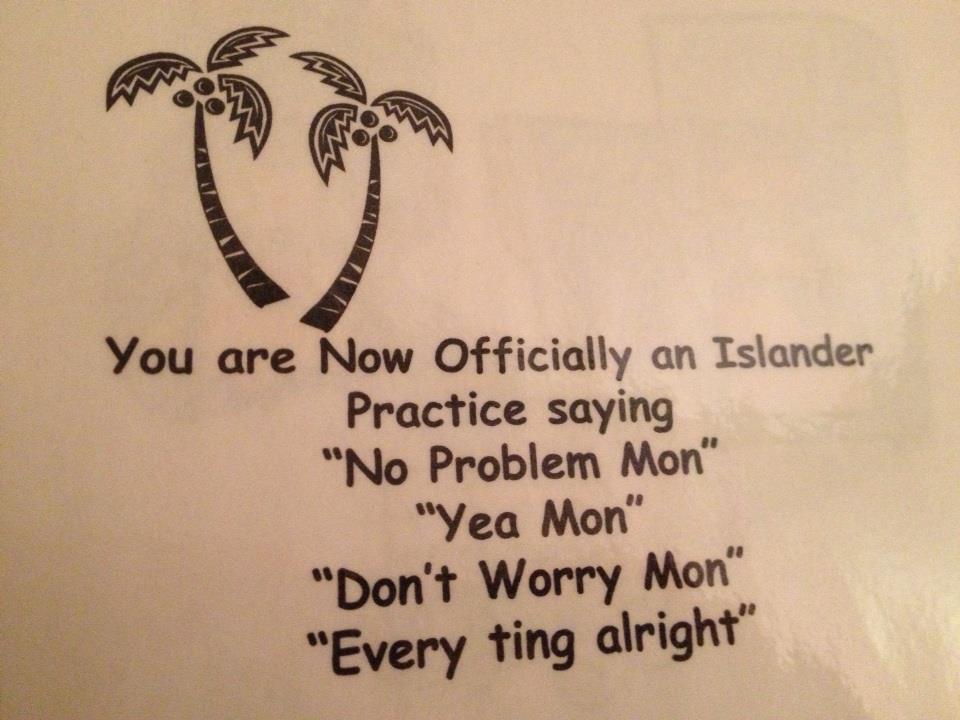 You are Now Officially an Islander
Practice saying
“No Problem Mon”
“Yea Mon”
“Don't Worry Mon”
“Every ting alright”